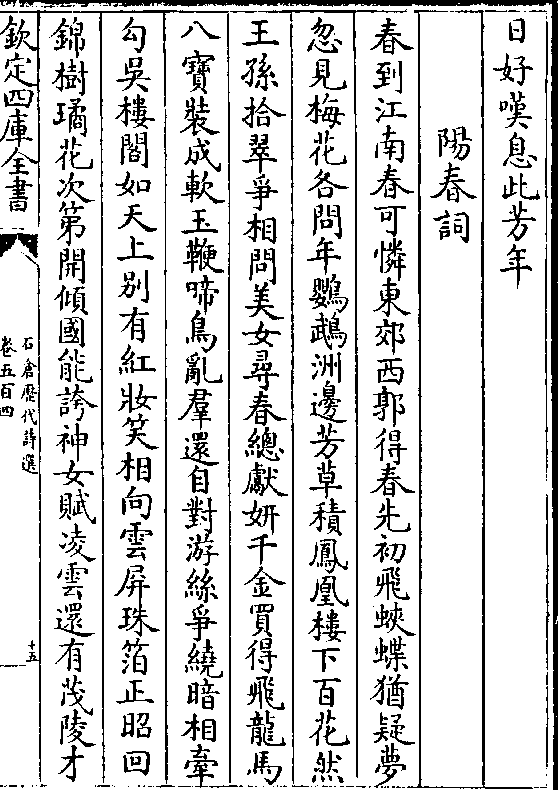 日好嘆息此芳年
陽春詞
春到江南春可憐東郊西郭得春先初飛蛺蝶猶疑夢
忽見梅花各問年鸚鵡洲邊芳草積鳳凰樓下百花然
王孫拾翠爭相問美女尋春總獻妍千金買得飛龍馬
八寶裝成軟玉鞭啼鳥亂羣還自對游絲爭繞暗相牽
勾吳樓閣如天上別有紅妝笑相向雲屏珠箔正昭回
錦樹璚花次第開傾國能誇神女賦凌雲還有茂陵才
欽定四庫全書
石倉歷代詩選
卷五百四
十五